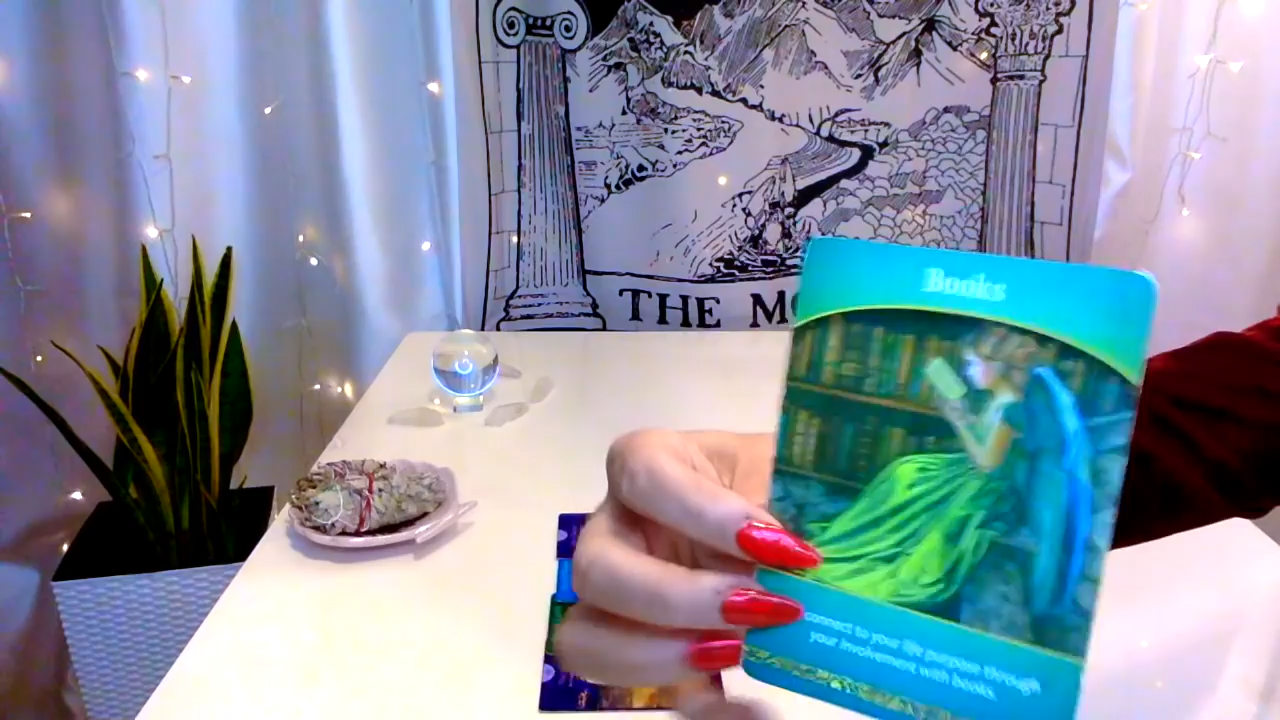 THE MO
Books
connect to your life purpose through
your involvement with books.